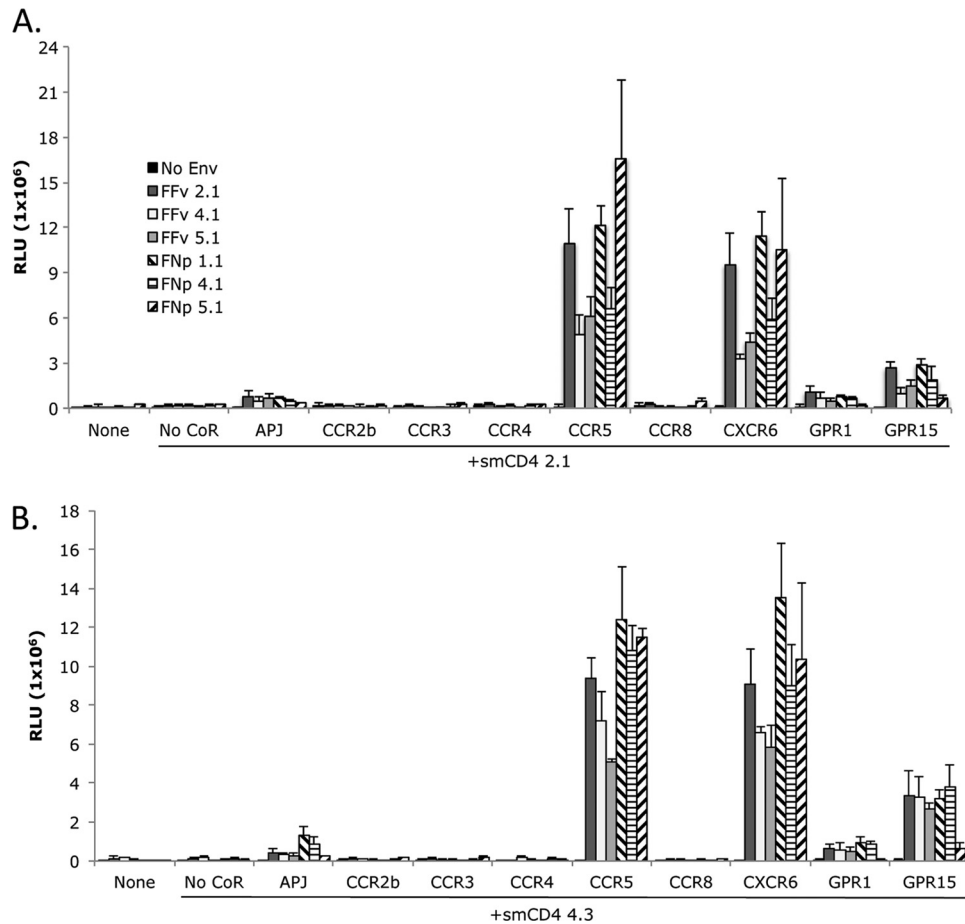 A.
24
21
18
15
12
9
6
3
0
RLU (1x10⁶)
No Env
FFv 2.1
FFv 4.1
FFv 5.1
FNp 1.1
FNp 4.1
FNp 5.1
None No CoR APJ CCR2b CCR3 CCR4 CCR5 CCR8 CXCR6 GPR1 GPR15
+smCD4 2.1
B.
18
16
14
12
10
8
6
4
2
0
RLU (1x10⁶)
None No CoR APJ CCR2b CCR3 CCR4 CCR5 CCR8 CXCR6 GPR1 GPR15
+smCD4 4.3